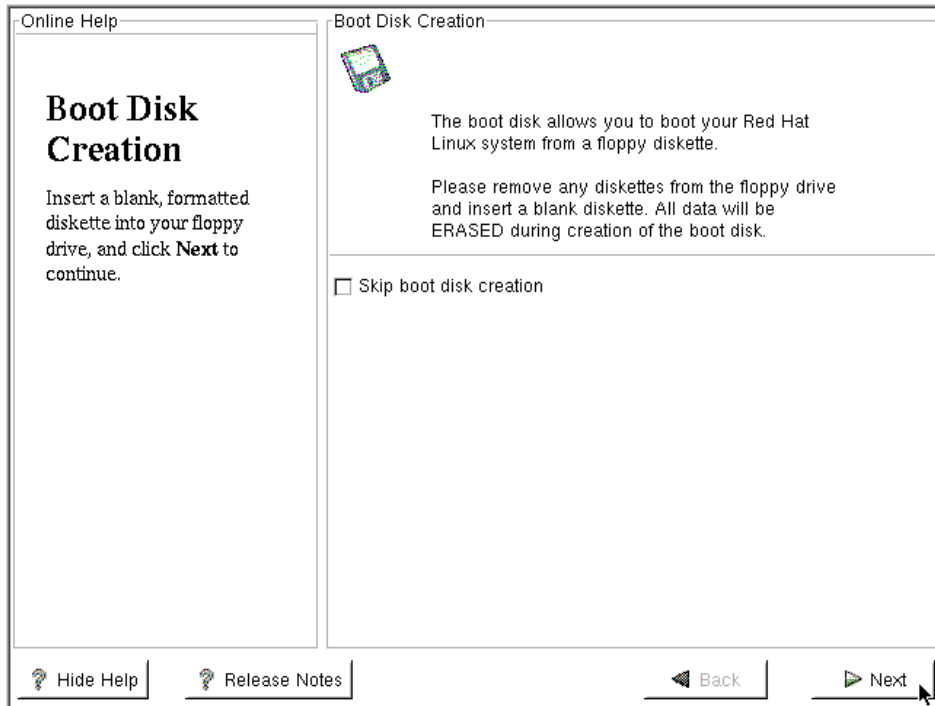 Online Help
Boot Disk
Creation
Insert a blank, formatted
diskette into your floppy
drive, and click Next to
continue.
Boot Disk Creation
The boot disk allows you to boot your Red Hat
Linux system from a floppy diskette.
Please remove any diskettes from the floppy drive
and insert a blank diskette. All data will be
ERASED during creation of the boot disk.
Skip boot disk creation
Hide Help
Release Notes
Back
Next